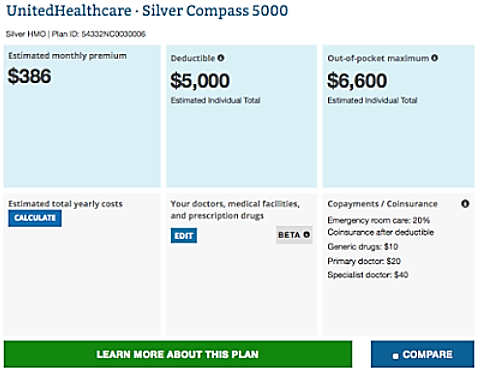 UnitedHealthcare · Silver Compass 5000
Silver HMO | Plan ID: 54332NC0030006
Estimated monthly premium
$386
Deductible
$5,000
Estimated Individual Total
Out-of-pocket maximum
$6,600
Estimated Individual Total
Estimated total yearly costs
CALCULATE
Your doctors, medical facilities,
and prescription drugs
EDIT
BETA
Copayments / Coinsurance
Emergency room care: 20%
Coinsurance after deductible
Generic drugs: $10
Primary doctor: $20
Specialist doctor: $40
LEARN MORE ABOUT THIS PLAN
COMPARE